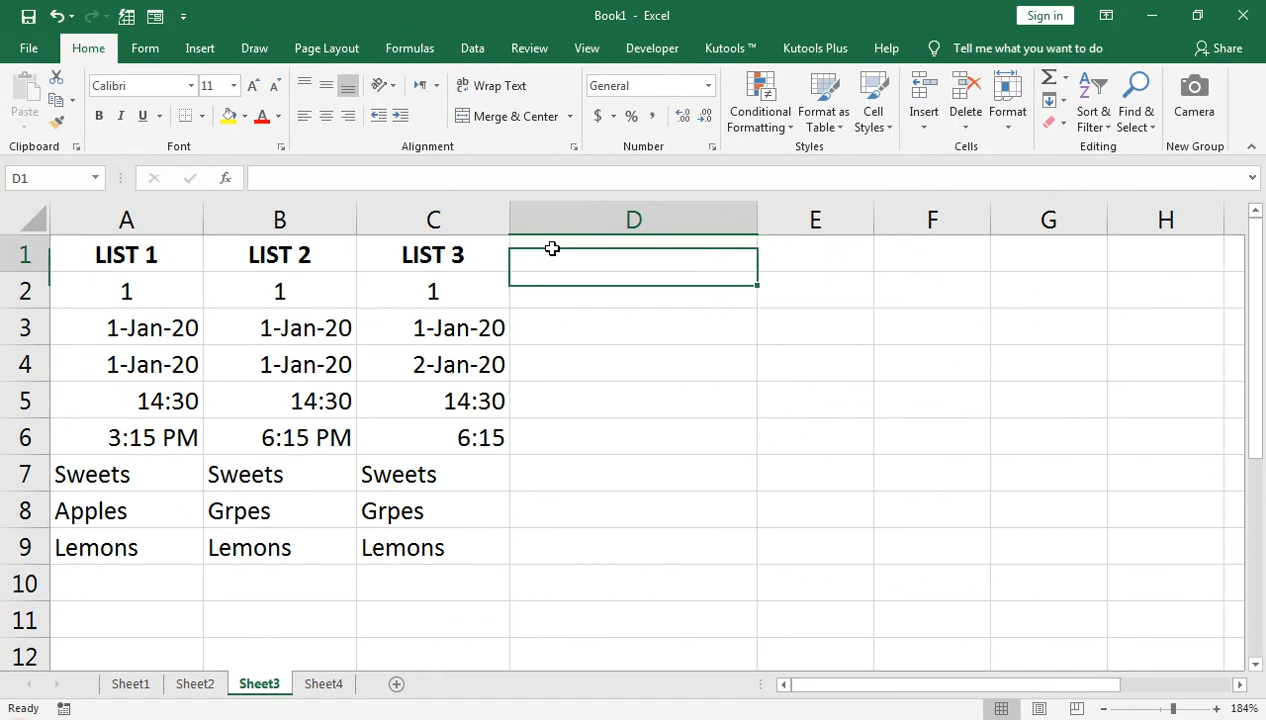 Book1 - Excel
Sign in
File Home Form Insert Draw Page Layout Formulas Data Review View Developer Kutools ™ Kutools Plus Help Tell me what you want to do Share
Paste
Calibri 11
B I U A
Wrap Text
Merge & Center
General
$ % ,
Conditional Formatting
Format as Table
Cell Styles
Insert
Delete
Format
Sort & Filter
Find & Select
Camera
Clipboard Font Alignment Number Styles Cells Editing New Group
D1 fx
A B C D E F G H
1 LIST 1 LIST 2 LIST 3
2 1 1 1
3 1-Jan-20 1-Jan-20 1-Jan-20
4 1-Jan-20 1-Jan-20 2-Jan-20
5 14:30 14:30 14:30
6 3:15 PM 6:15 PM 6:15
7 Sweets Sweets Sweets
8 Apples Grpes Grpes
9 Lemons Lemons Lemons
10
11
12
Sheet1 Sheet2 Sheet3 Sheet4
Ready 184%